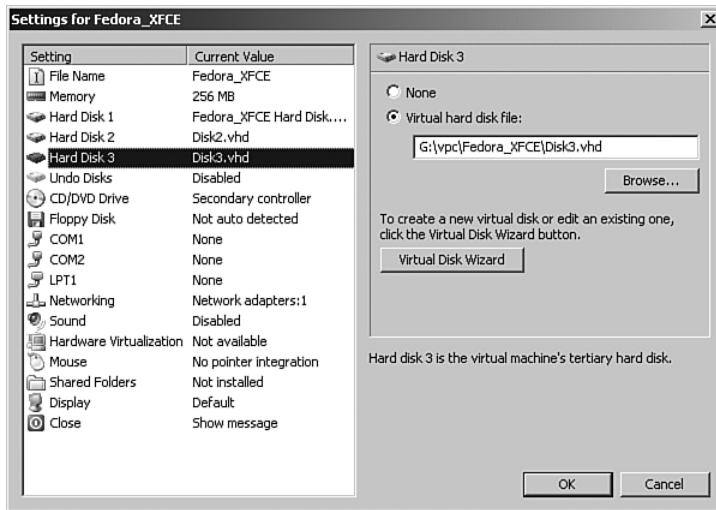 Settings for Fedora_XFCE
Setting Current Value
File Name Fedora_XFCE
Memory 256 MB
Hard Disk 1 Fedora_XFCE Hard Disk....
Hard Disk 2 Disk2.vhd
Hard Disk 3 Disk3.vhd
Undo Disks Disabled
CD/DVD Drive Secondary controller
Floppy Disk Not auto detected
COM1 None
COM2 None
LPT1 None
Networking Network adapters:1
Sound Disabled
Hardware Virtualization Not available
Mouse No pointer integration
Shared Folders Not installed
Display Default
Close Show message
Hard Disk 3
None
Virtual hard disk file:
G:\vpc\Fedora_XFCE\Disk3.vhd
Browse...
To create a new virtual disk or edit an existing one,
click the Virtual Disk Wizard button.
Virtual Disk Wizard
Hard disk 3 is the virtual machine's tertiary hard disk.
OK Cancel